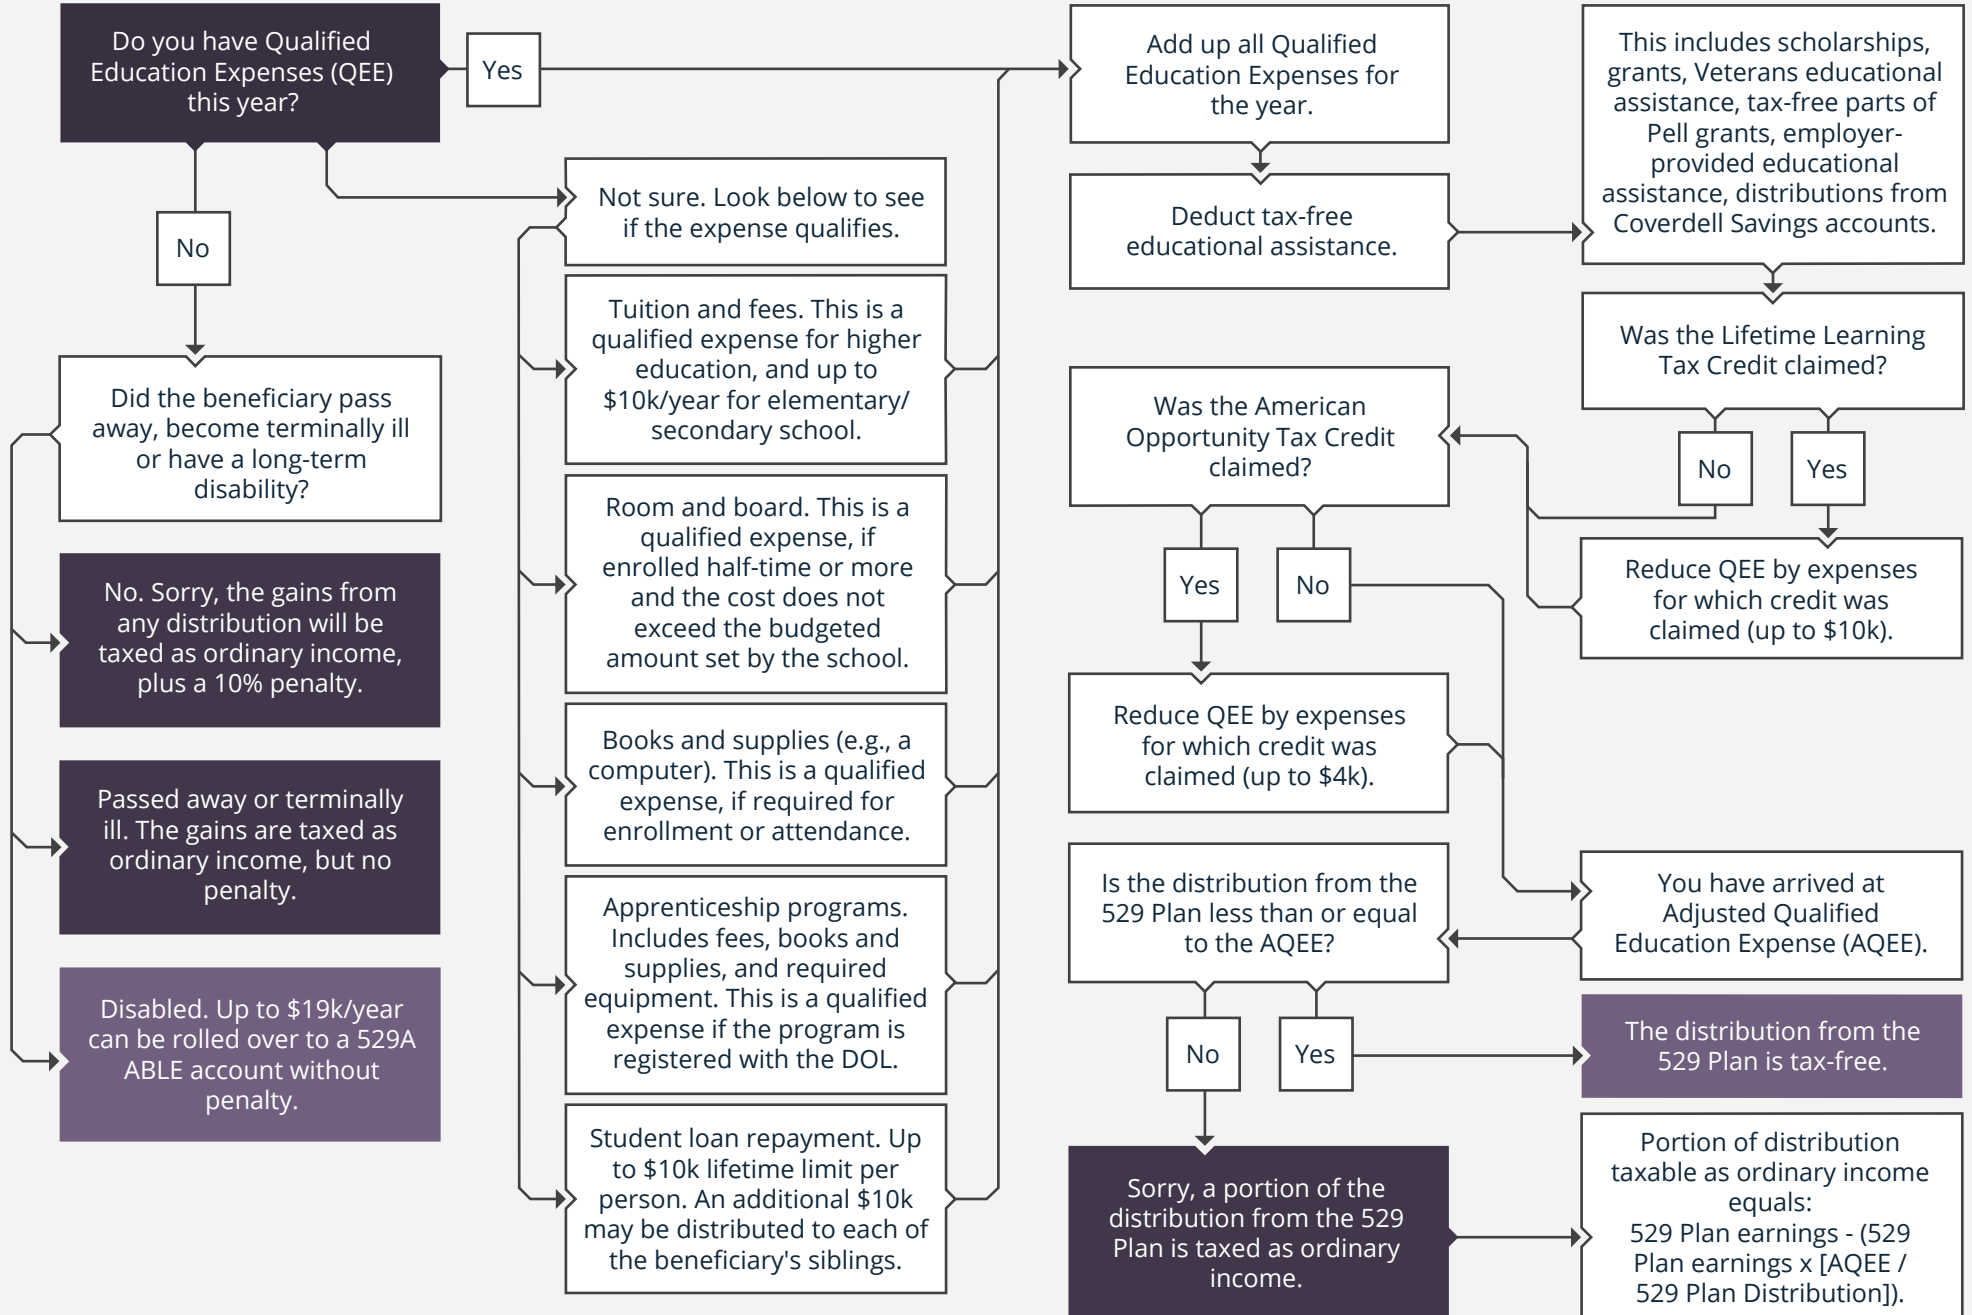 Do you have Qualified
Education Expenses (QEE)
this year?
Yes
No
Did the beneficiary pass
away, become terminally ill
or have a long-term
disability?
No. Sorry, the gains from
any distribution will be
taxed as ordinary income,
plus a 10% penalty.
Passed away or terminally
ill. The gains are taxed as
ordinary income, but no
penalty.
Disabled. Up to $19k/year
can be rolled over to a 529A
ABLE account without
penalty.
Not sure. Look below to see
if the expense qualifies.
Tuition and fees. This is a
qualified expense for higher
education, and up to
$10k/year for elementary/
secondary school.
Room and board. This is a
qualified expense, if
enrolled half-time or more
and the cost does not
exceed the budgeted
amount set by the school.
Books and supplies (e.g., a
computer). This is a qualified
expense, if required for
enrollment or attendance.
Apprenticeship programs.
Includes fees, books and
supplies, and required
equipment. This is a qualified
expense if the program is
registered with the DOL.
Student loan repayment. Up
to $10k lifetime limit per
person. An additional $10k
may be distributed to each of
the beneficiary's siblings.
Add up all Qualified
Education Expenses for
the year.
Deduct tax-free
educational assistance.
This includes scholarships,
grants, Veterans educational
assistance, tax-free parts of
Pell grants, employer-
provided educational
assistance, distributions from
Coverdell Savings accounts.
Was the Lifetime Learning
Tax Credit claimed?
No
Yes
Reduce QEE by expenses
for which credit was
claimed (up to $10k).
Was the American
Opportunity Tax Credit
claimed?
Yes
No
Reduce QEE by expenses
for which credit was
claimed (up to $4k).
You have arrived at
Adjusted Qualified
Education Expense (AQEE).
Is the distribution from the
529 Plan less than or equal
to the AQEE?
No
Yes
The distribution from the
529 Plan is tax-free.
Sorry, a portion of the
distribution from the 529
Plan is taxed as ordinary
income.
Portion of distribution
taxable as ordinary income
equals:
529 Plan earnings - (529
Plan earnings x [AQEE /
529 Plan Distribution]).